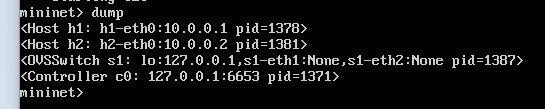 mininet> dump
<Host h1: h1-eth0:10.0.0.1 pid=1378>
<Host h2: h2-eth0:10.0.0.2 pid=1381>
<OVSSwitch s1: lo:127.0.0.1,s1-eth1:None,s1-eth2:None pid=1387>
<Controller c0: 127.0.0.1:6653 pid=1371>
mininet>